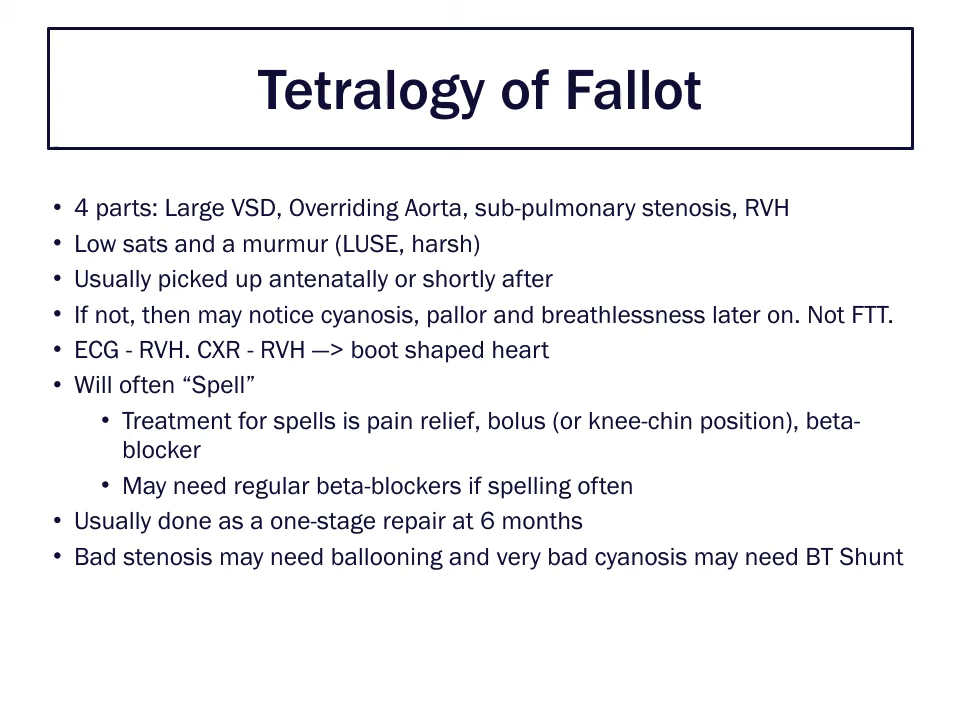 Tetralogy of Fallot
• 4 parts: Large VSD, Overriding Aorta, sub-pulmonary stenosis, RVH
• Low sats and a murmur (LUSE, harsh)
• Usually picked up antenatally or shortly after
• If not, then may notice cyanosis, pallor and breathlessness later on. Not FTT.
• ECG - RVH. CXR - RVH —> boot shaped heart
• Will often “Spell”
• Treatment for spells is pain relief, bolus (or knee-chin position), beta-
blocker
• May need regular beta-blockers if spelling often
• Usually done as a one-stage repair at 6 months
• Bad stenosis may need ballooning and very bad cyanosis may need BT Shunt